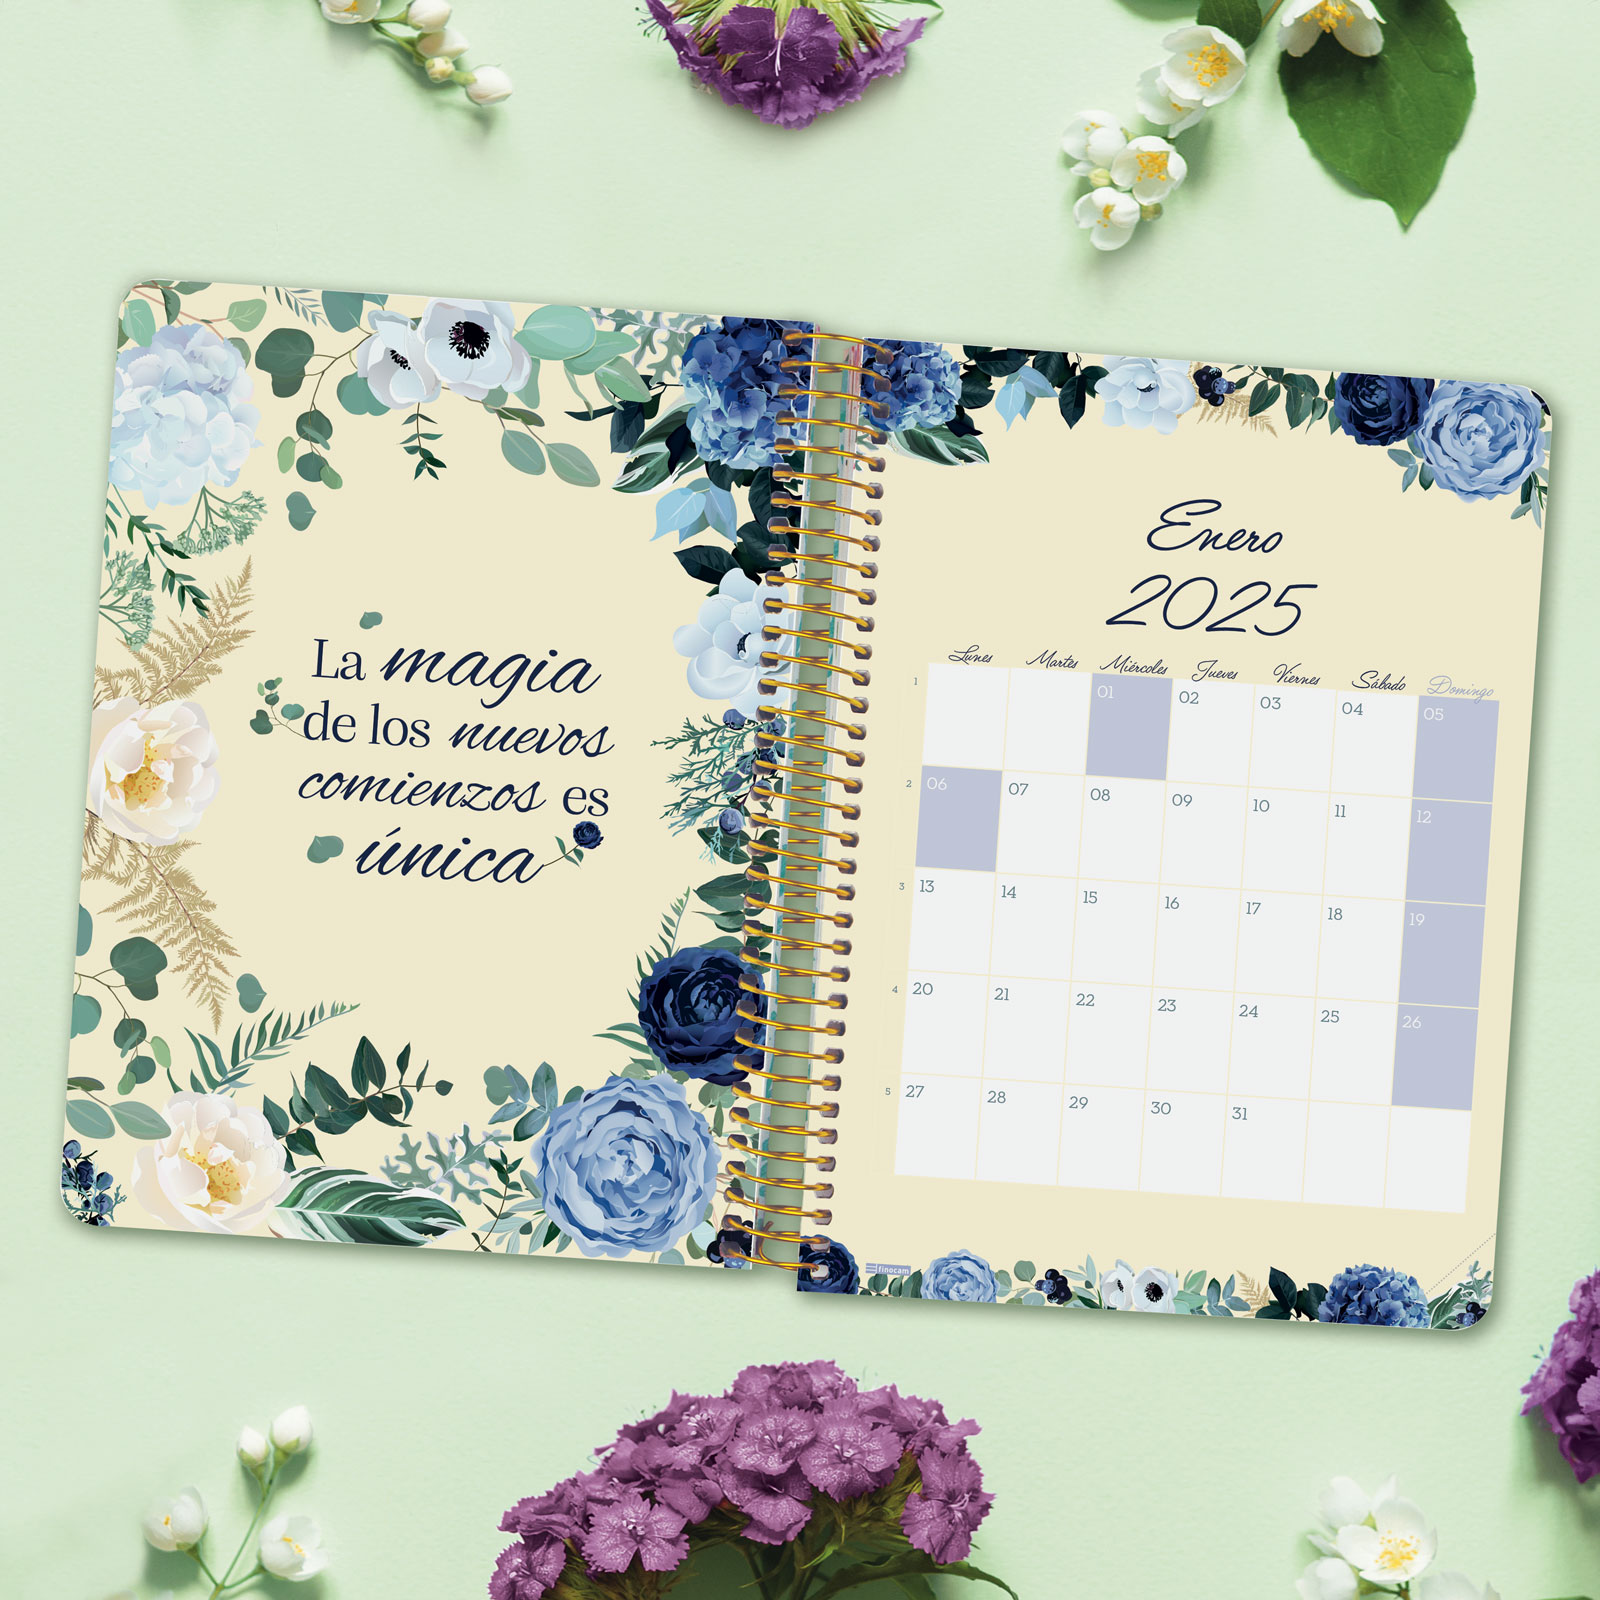 La magia
de los nuevos
comienzos es
única
Enero
2025
Lunes Martes Miércoles Jueves Viernes Sábado Domingo
1 01 02 03 04 05
2 06 07 08 09 10 11 12
3 13 14 15 16 17 18 19
4 20 21 22 23 24 25 26
5 27 28 29 30 31
finocam